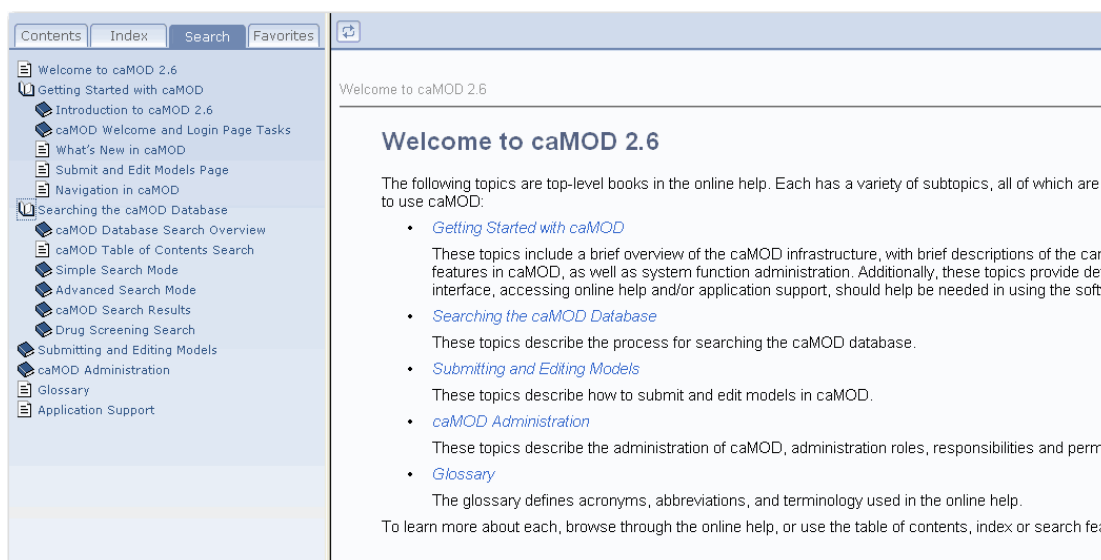 Contents Index Search Favorites
Welcome to caMOD 2.6
Getting Started with caMOD
Introduction to caMOD 2.6
caMOD Welcome and Login Page Tasks
What's New in caMOD
Submit and Edit Models Page
Navigation in caMOD
Searching the caMOD Database
caMOD Database Search Overview
caMOD Table of Contents Search
Simple Search Mode
Advanced Search Mode
caMOD Search Results
Drug Screening Search
Submitting and Editing Models
caMOD Administration
Glossary
Application Support
Welcome to caMOD 2.6
Welcome to caMOD 2.6
The following topics are top-level books in the online help. Each has a variety of subtopics, all of which are
to use caMOD:
• Getting Started with caMOD
These topics include a brief overview of the caMOD infrastructure, with brief descriptions of the
features in caMOD, as well as system function administration. Additionally, these topics provide
interface, accessing online help and/or application support, should help be needed in using the
• Searching the caMOD Database
These topics describe the process for searching the caMOD database.
• Submitting and Editing Models
These topics describe how to submit and edit models in caMOD.
• caMOD Administration
These topics describe the administration of caMOD, administration roles, responsibilities and
• Glossary
The glossary defines acronyms, abbreviations, and terminology used in the online help.
To learn more about each, browse through the online help, or use the table of contents, index or search